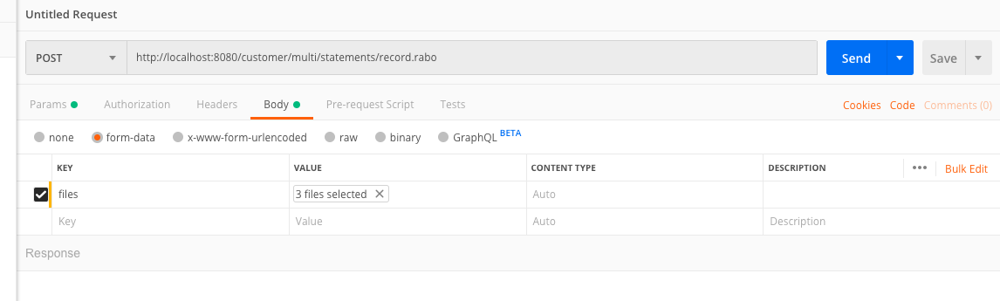 Untitled Request
POST http://localhost:8080/customer/multi/statements/record.rabo Send Save
Params Authorization Headers Body Pre-request Script Tests Cookies Code Comments (0)
none form-data x-www-form-urlencoded raw binary GraphQL BETA
KEY VALUE CONTENT TYPE DESCRIPTION ••• Bulk Edit
files 3 files selected Auto
Key Value Auto Description
Response